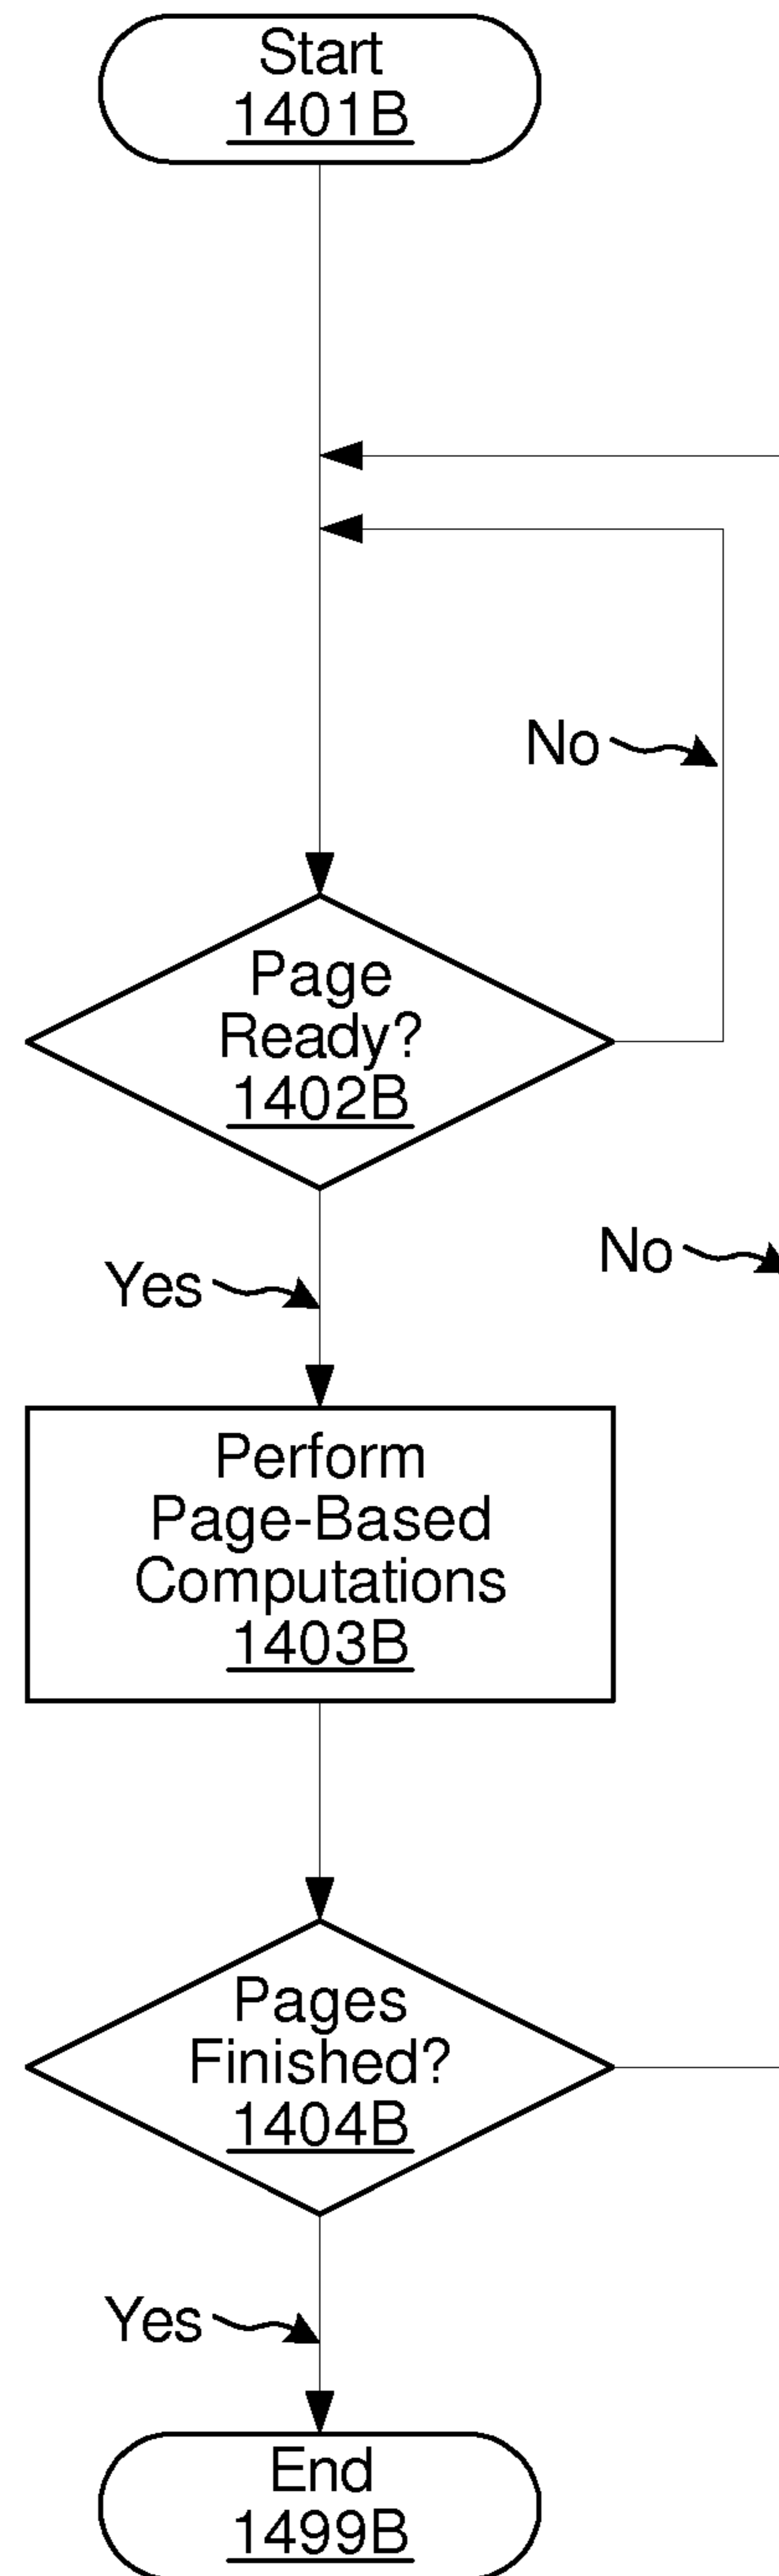 Start
1401B
No
Page
Ready?
1402B
No
Yes
Perform
Page-Based
Computations
1403B
Pages
Finished?
1404B
Yes
End
1499B